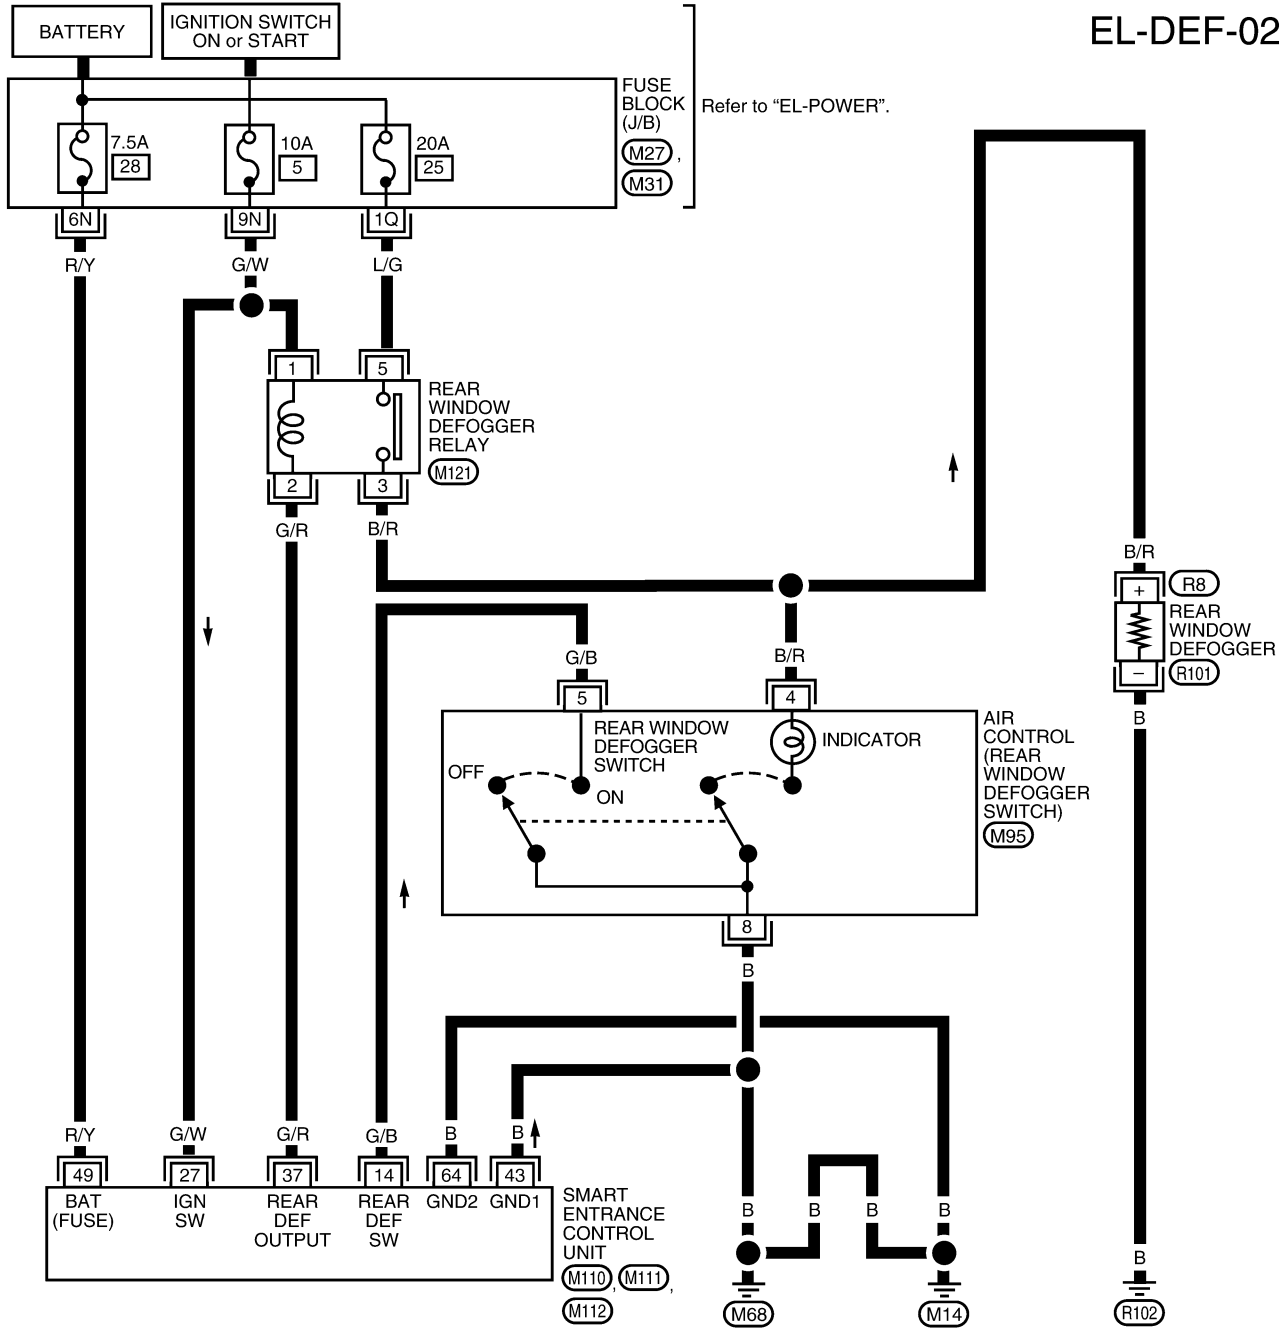 BATTERY
IGNITION SWITCH
ON or START
EL-DEF-02
FUSE
BLOCK
(J/B)
M27 ,
M31
Refer to “EL-POWER”.
7.5A
28
10A
5
20A
25
6N
9N
1Q
R/Y
G/W
L/G
1
5
REAR
WINDOW
DEFOGGER
RELAY
M121
2
3
G/R
B/R
B/R
+
R8
REAR
WINDOW
DEFOGGER
–
R101
B
G/B
B/R
5
4
REAR WINDOW
DEFOGGER
SWITCH
INDICATOR
OFF
ON
AIR
CONTROL
(REAR
WINDOW
DEFOGGER
SWITCH)
M95
8
B
R/Y
G/W
G/R
G/B
B
B
49
27
37
14
64
43
BAT
(FUSE)
IGN
SW
REAR
DEF
OUTPUT
REAR
DEF
SW
GND2
GND1
SMART
ENTRANCE
CONTROL
UNIT
M110 , M111 ,
M112
B
B
B
B
B
M68
M14
R102